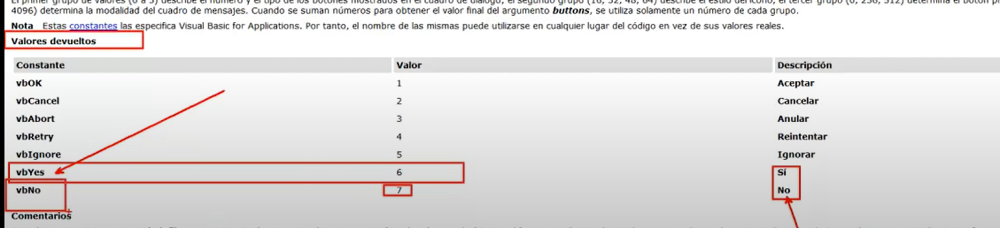 El primer grupo de valores (0 a 5) describe el número y el tipo de los botones mostrados en el cuadro de diálogo; el segundo grupo (16, 32, 48, 64) describe el estilo del icono; el tercer grupo (0, 256, 512) determina el botón
4096) determina la modalidad del cuadro de mensajes. Cuando se suman números para obtener el valor final del argumento buttons, se utiliza solamente un número de cada grupo.
Nota Estas constantes las especifica Visual Basic for Applications. Por tanto, el nombre de las mismas puede utilizarse en cualquier lugar del código en vez de sus valores reales.
Valores devueltos
Constante Valor Descripción
vbOK 1 Aceptar
vbCancel 2 Cancelar
vbAbort 3 Anular
vbRetry 4 Reintentar
vbIgnore 5 Ignorar
vbYes 6 Sí
vbNo 7 No
Comentarios